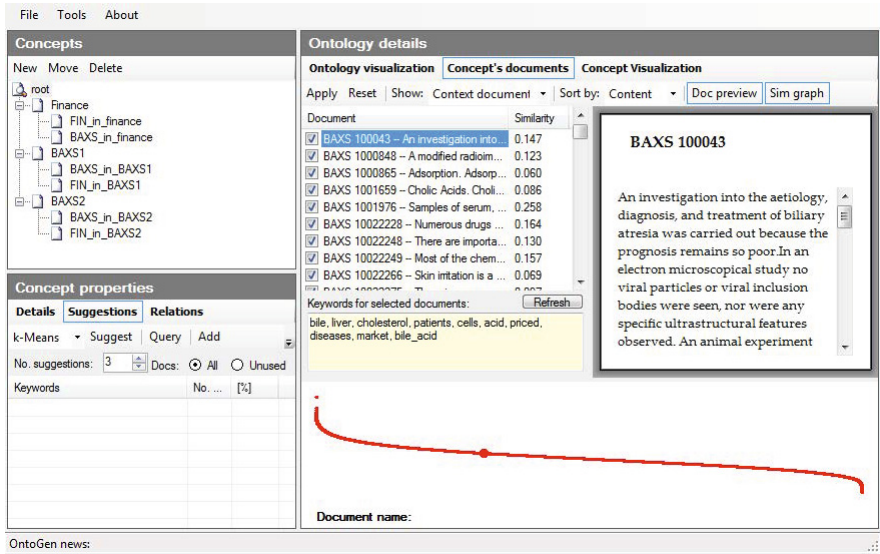 File Tools About
Concepts
New Move Delete
root
Finance
FIN_in_finance
BAXS_in_finance
BAXS1
BAXS_in_BAXS1
FIN_in_BAXS1
BAXS2
BAXS_in_BAXS2
FIN_in_BAXS2
Concept properties
Details Suggestions Relations
k-Means Suggest Query Add
No. suggestions: 3 Docs: All Unused
Keywords No. ... [%]
Ontology details
Ontology visualization Concept's documents Concept Visualization
Apply Reset Show: Context document Sort by: Content Doc preview Sim graph
Document Similarity
BAXS 100043 -- An investigation into... 0.147
BAXS 1000848 -- A modified radioim... 0.123
BAXS 1000865 -- Adsorption. Adsorp... 0.060
BAXS 1001659 -- Cholic Acids. Choli... 0.086
BAXS 1001976 -- Samples of serum, ... 0.258
BAXS 10022228 -- Numerous drugs ... 0.164
BAXS 10022248 -- There are importa... 0.130
BAXS 10022249 -- Most of the chem... 0.157
BAXS 10022266 -- Skin irritation is a ... 0.069
Keywords for selected documents: Refresh
bile, liver, cholesterol, patients, cells, acid, priced,
diseases, market, bile_acid
BAXS 100043
An investigation into the aetiology,
diagnosis, and treatment of biliary
atresia was carried out because the
prognosis remains so poor.In an
electron microscopical study no
viral particles or viral inclusion
bodies were seen, nor were any
specific ultrastructural features
observed. An animal experiment
Document name:
OntoGen news: